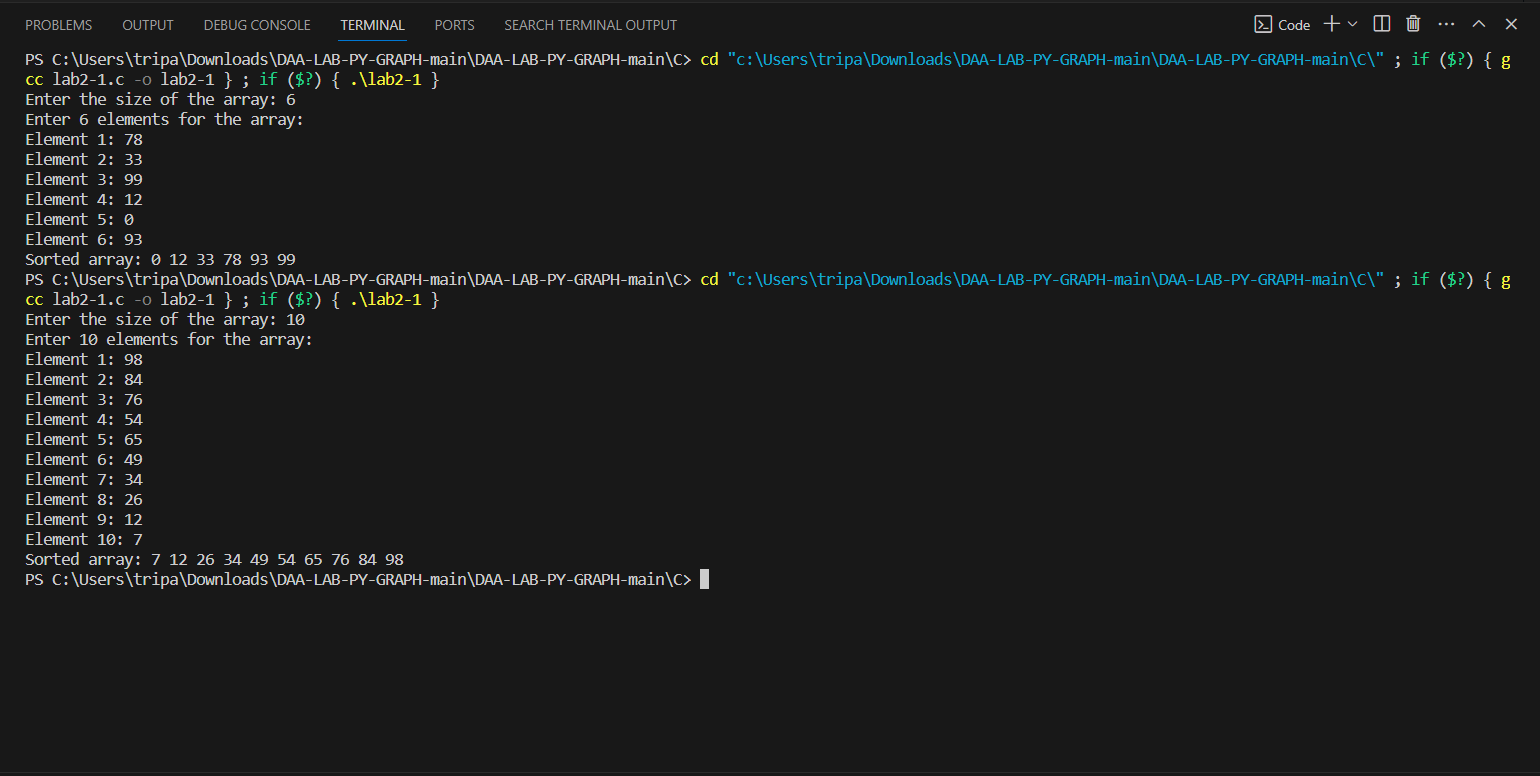 PROBLEMS OUTPUT DEBUG CONSOLE TERMINAL PORTS SEARCH TERMINAL OUTPUT Code
PS C:\Users\tripa\Downloads\DAA-LAB-PY-GRAPH-main\DAA-LAB-PY-GRAPH-main\C> cd "c:\Users\tripa\Downloads\DAA-LAB-PY-GRAPH-main\DAA-LAB-PY-GRAPH-main\C\" ; if ($?) { g
cc lab2-1.c -o lab2-1 } ; if ($?) { .\lab2-1 }
Enter the size of the array: 6
Enter 6 elements for the array:
Element 1: 78
Element 2: 33
Element 3: 99
Element 4: 12
Element 5: 0
Element 6: 93
Sorted array: 0 12 33 78 93 99
PS C:\Users\tripa\Downloads\DAA-LAB-PY-GRAPH-main\DAA-LAB-PY-GRAPH-main\C> cd "c:\Users\tripa\Downloads\DAA-LAB-PY-GRAPH-main\DAA-LAB-PY-GRAPH-main\C\" ; if ($?) { g
cc lab2-1.c -o lab2-1 } ; if ($?) { .\lab2-1 }
Enter the size of the array: 10
Enter 10 elements for the array:
Element 1: 98
Element 2: 84
Element 3: 76
Element 4: 54
Element 5: 65
Element 6: 49
Element 7: 34
Element 8: 26
Element 9: 12
Element 10: 7
Sorted array: 7 12 26 34 49 54 65 76 84 98
PS C:\Users\tripa\Downloads\DAA-LAB-PY-GRAPH-main\DAA-LAB-PY-GRAPH-main\C>